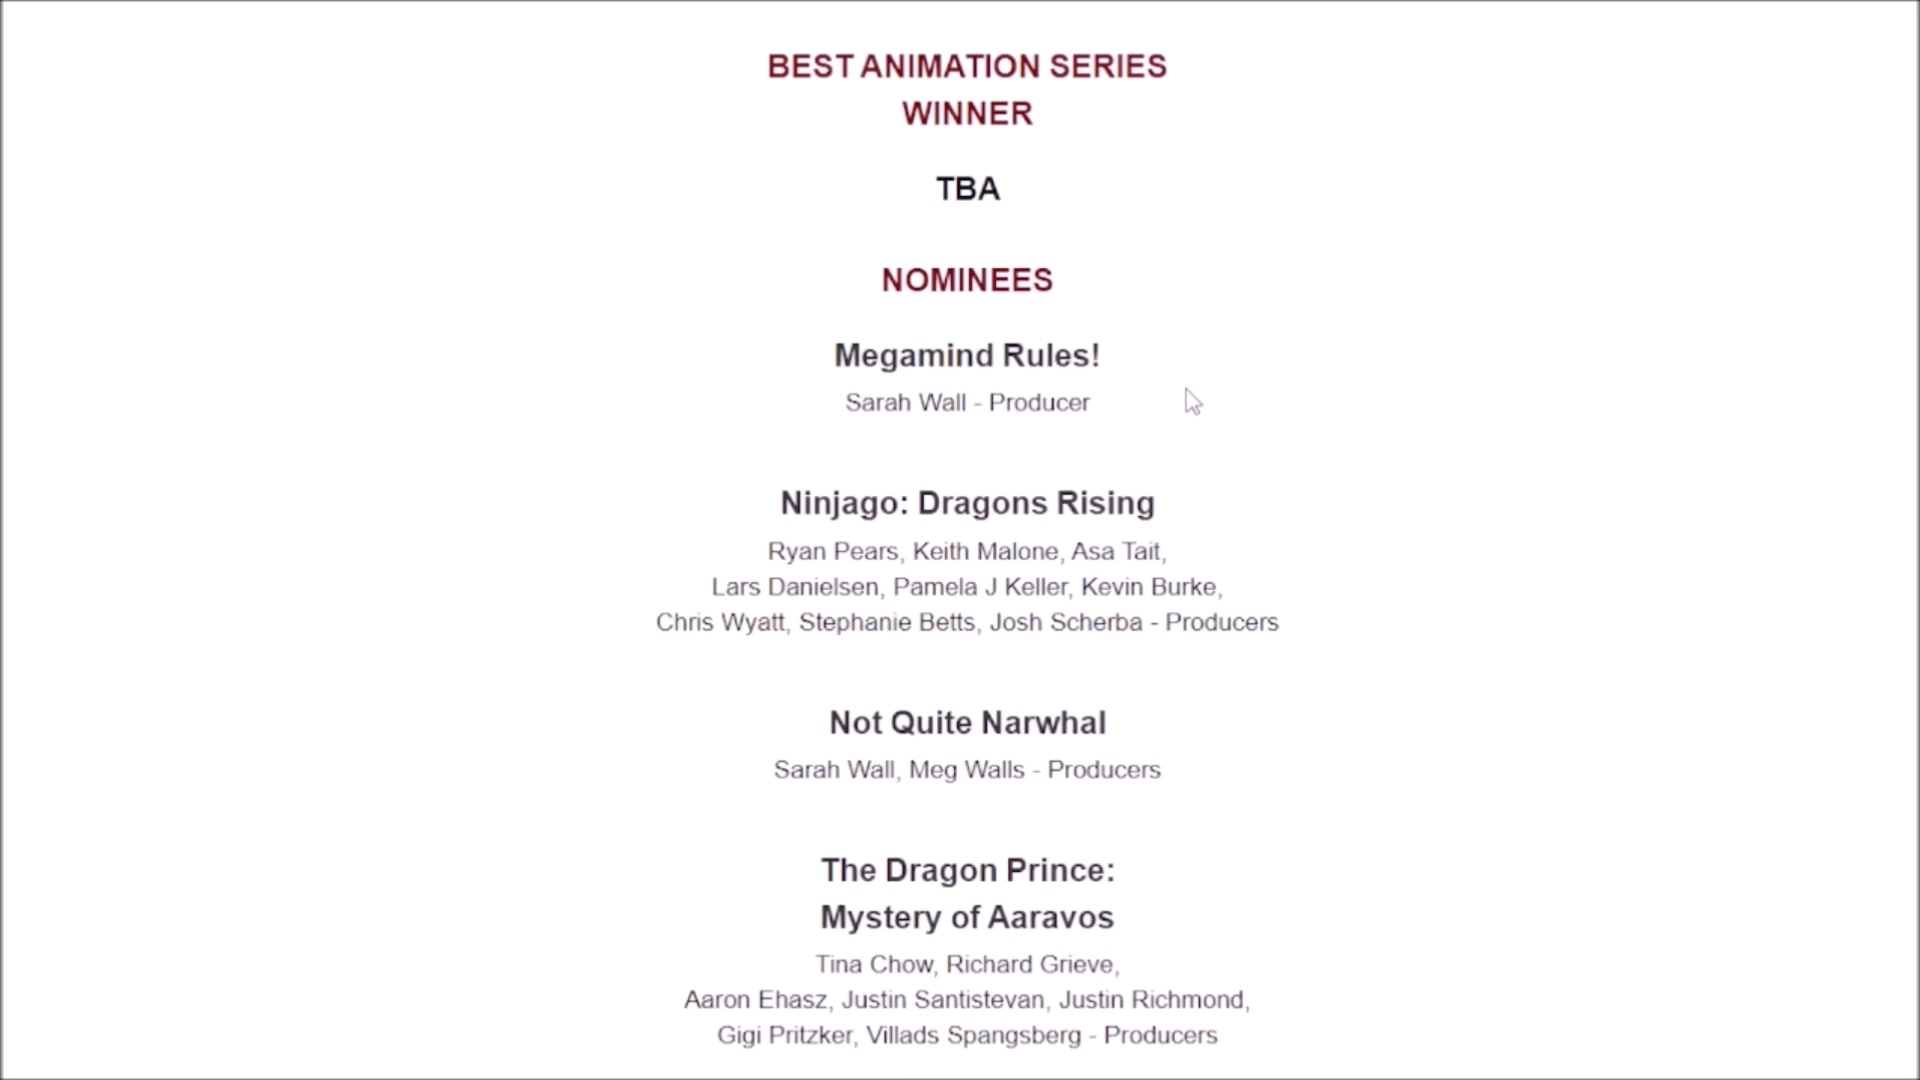 BEST ANIMATION SERIES
WINNER
TBA
NOMINEES
Megamind Rules!
Sarah Wall - Producer
Ninjago: Dragons Rising
Ryan Pears, Keith Malone, Asa Tait,
Lars Danielsen, Pamela J Keller, Kevin Burke,
Chris Wyatt, Stephanie Betts, Josh Scherba - Producers
Not Quite Narwhal
Sarah Wall, Meg Walls - Producers
The Dragon Prince:
Mystery of Aaravos
Tina Chow, Richard Grieve,
Aaron Ehasz, Justin Santistevan, Justin Richmond,
Gigi Pritzker, Villads Spangsberg - Producers